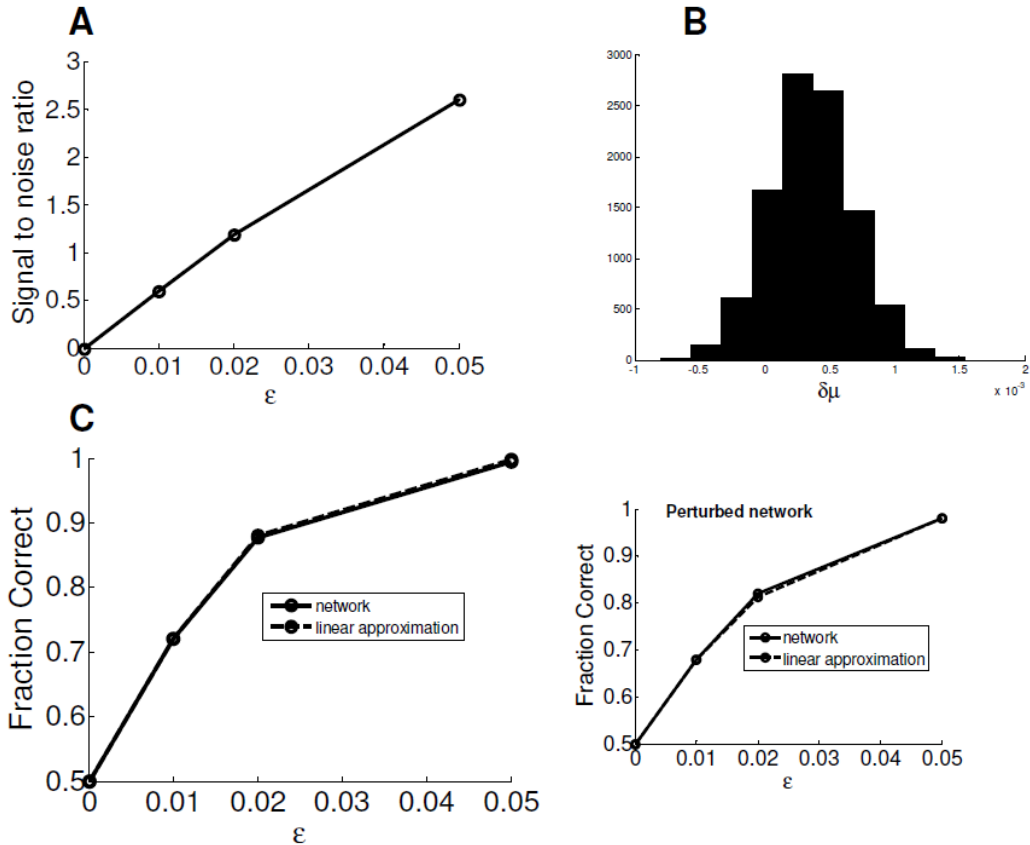 A
Signal to noise ratio
3
2.5
2
1.5
1
0.5
0
0 0.01 0.02 0.03 0.04 0.05
ε
B
3000
2500
2000
1500
1000
500
0
-1 -0.5 0 0.5 1 1.5 2
x 10⁻³
δμ
C
Fraction Correct
1
0.9
0.8
0.7
0.6
0.5
network
linear approximation
0 0.01 0.02 0.03 0.04 0.05
ε
Perturbed network
Fraction Correct
1
0.9
0.8
0.7
0.6
0.5
network
linear approximation
0 0.01 0.02 0.03 0.04 0.05
ε